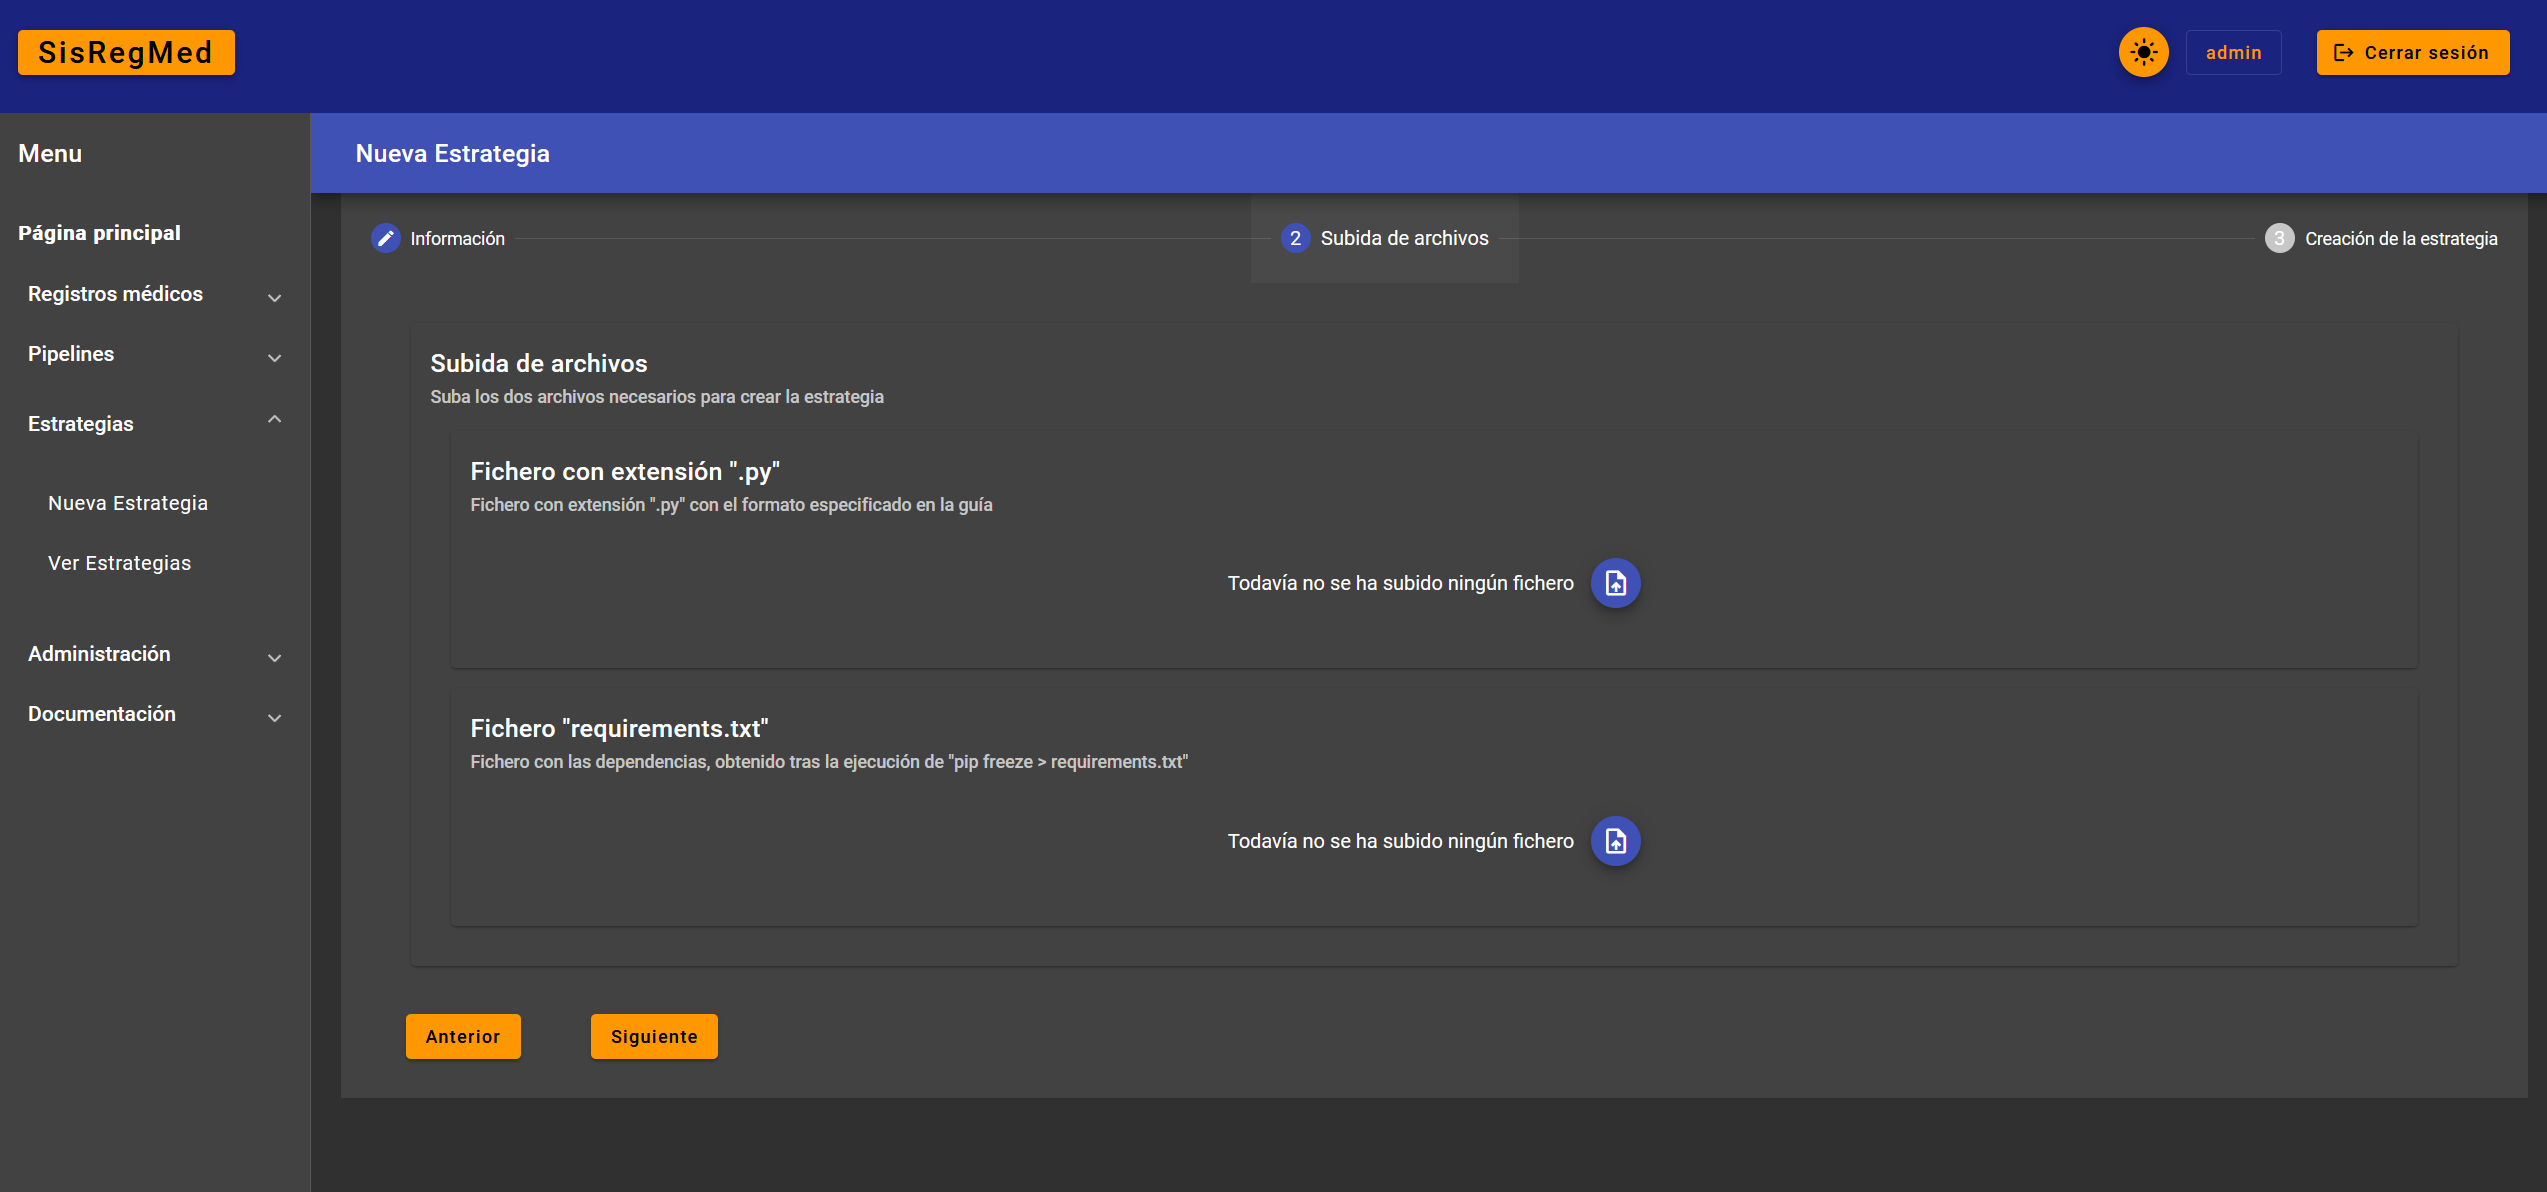 SisRegMed
admin
Cerrar sesión
Menu
Nueva Estrategia
Página principal
Registros médicos
Pipelines
Estrategias
Nueva Estrategia
Ver Estrategias
Administración
Documentación
Información
2 Subida de archivos
3 Creación de la estrategia
Subida de archivos
Suba los dos archivos necesarios para crear la estrategia
Fichero con extensión ".py"
Fichero con extensión ".py" con el formato especificado en la guía
Todavía no se ha subido ningún fichero
Fichero "requirements.txt"
Fichero con las dependencias, obtenido tras la ejecución de "pip freeze > requirements.txt"
Todavía no se ha subido ningún fichero
Anterior
Siguiente